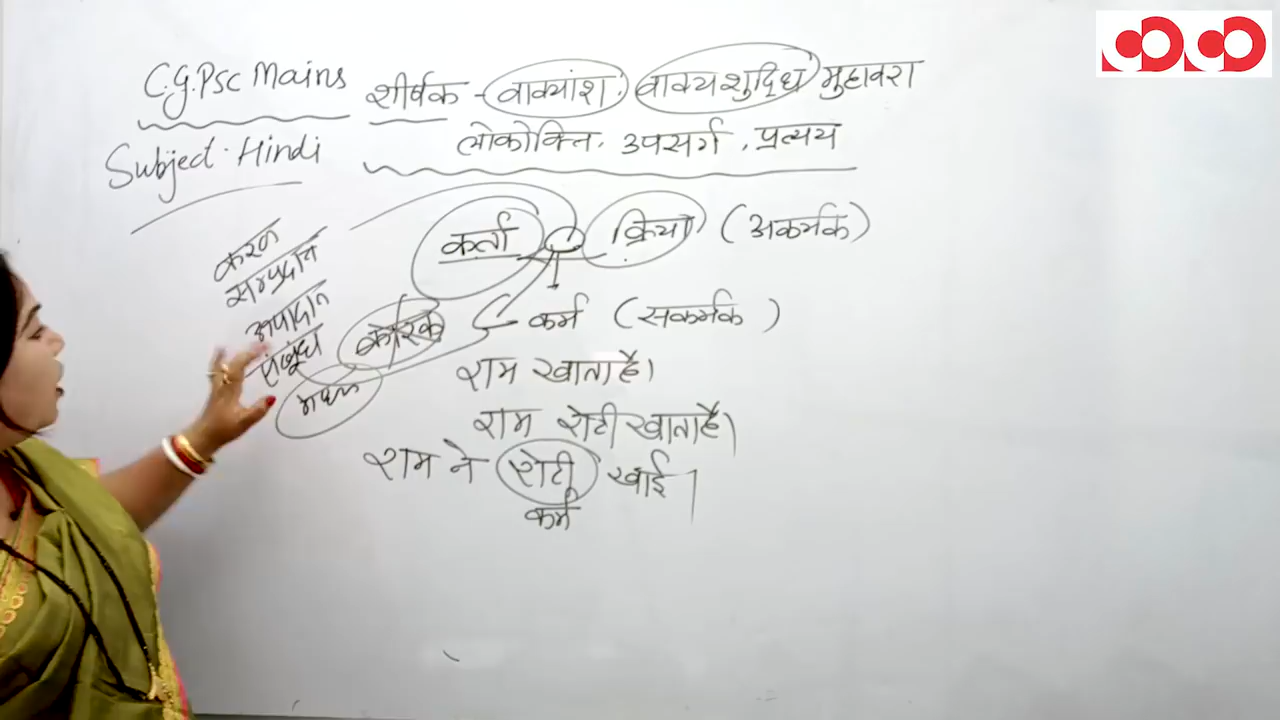 C.G.Psc Mains
Subject. Hindi
शीर्षक - वाक्यांश, वाक्य शुद्धि मुहावरा
लोकोक्ति, उपसर्ग, प्रत्यय
कर्ता क्रिया (अकर्मक)
करण
सम्प्रदान
अपादान
संबंध
कारक
कर्म (सकर्मक)
राम खाता है।
राम रोटी खाता है।
राम ने रोटी खाई।
कर्म